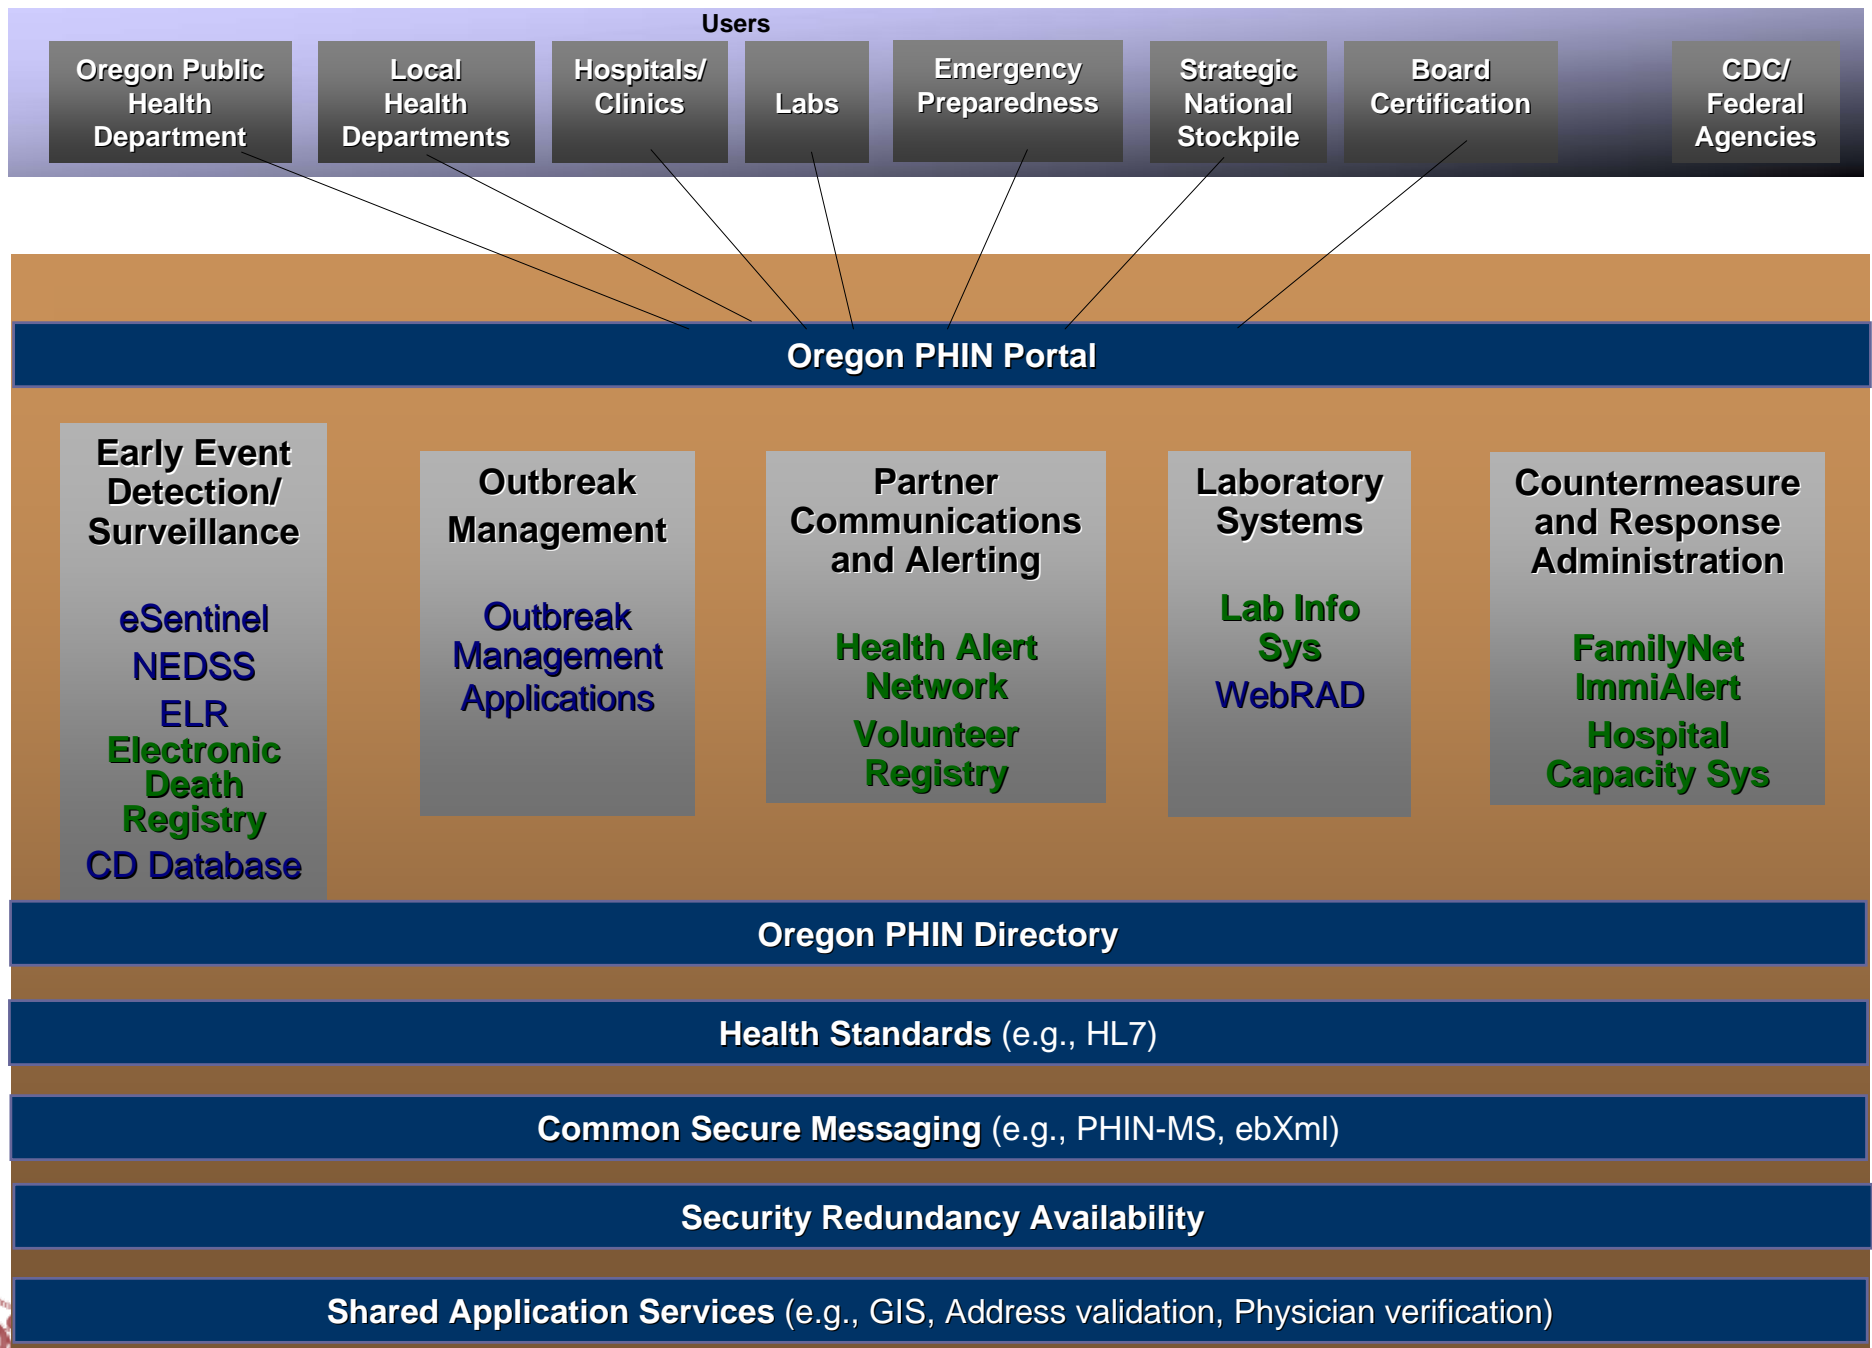 Users
Oregon Public
Health
Department
Local
Health
Departments
Hospitals/
Clinics
Labs
Emergency
Preparedness
Strategic
National
Stockpile
Board
Certification
CDC/
Federal
Agencies
Oregon PHIN Portal
Early Event
Detection/
Surveillance
eSentinel
NEDSS
ELR
Electronic
Death
Registry
CD Database
Outbreak
Management
Outbreak
Management
Applications
Partner
Communications
and Alerting
Health Alert
Network
Volunteer
Registry
Laboratory
Systems
Lab Info
Sys
WebRAD
Countermeasure
and Response
Administration
FamilyNet
ImmiAlert
Hospital
Capacity Sys
Oregon PHIN Directory
Health Standards (e.g., HL7)
Common Secure Messaging (e.g., PHIN-MS, ebXml)
Security Redundancy Availability
Shared Application Services (e.g., GIS, Address validation, Physician verification)